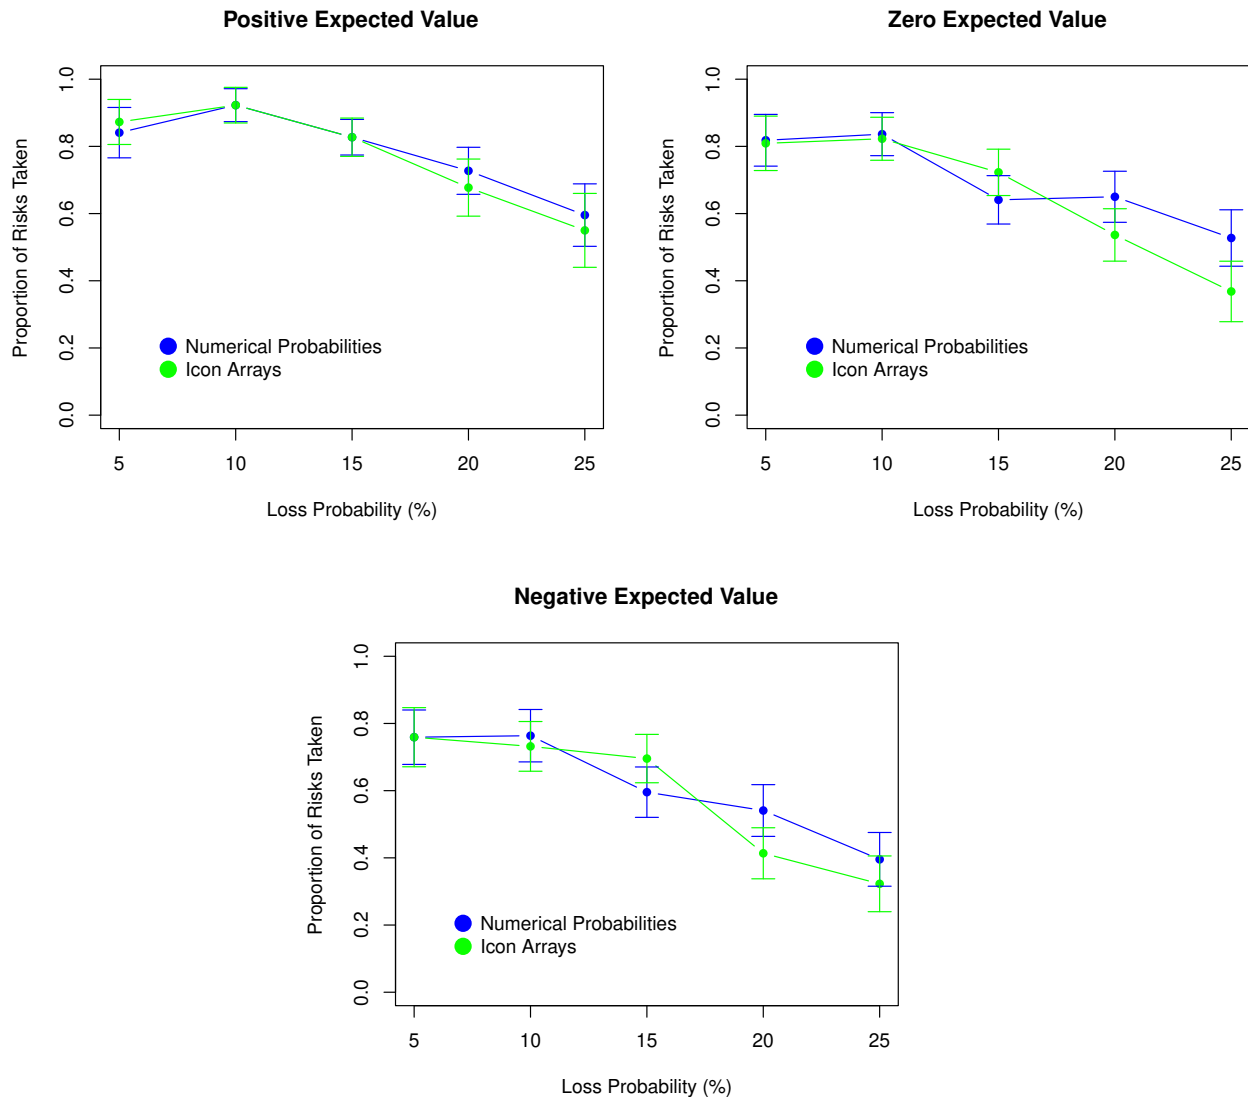 Positive Expected Value
Proportion of Risks Taken
0.0 0.2 0.4 0.6 0.8 1.0
Numerical Probabilities
Icon Arrays
5 10 15 20 25
Loss Probability (%)
Zero Expected Value
Proportion of Risks Taken
0.0 0.2 0.4 0.6 0.8 1.0
Numerical Probabilities
Icon Arrays
5 10 15 20 25
Loss Probability (%)
Negative Expected Value
Proportion of Risks Taken
0.0 0.2 0.4 0.6 0.8 1.0
Numerical Probabilities
Icon Arrays
5 10 15 20 25
Loss Probability (%)